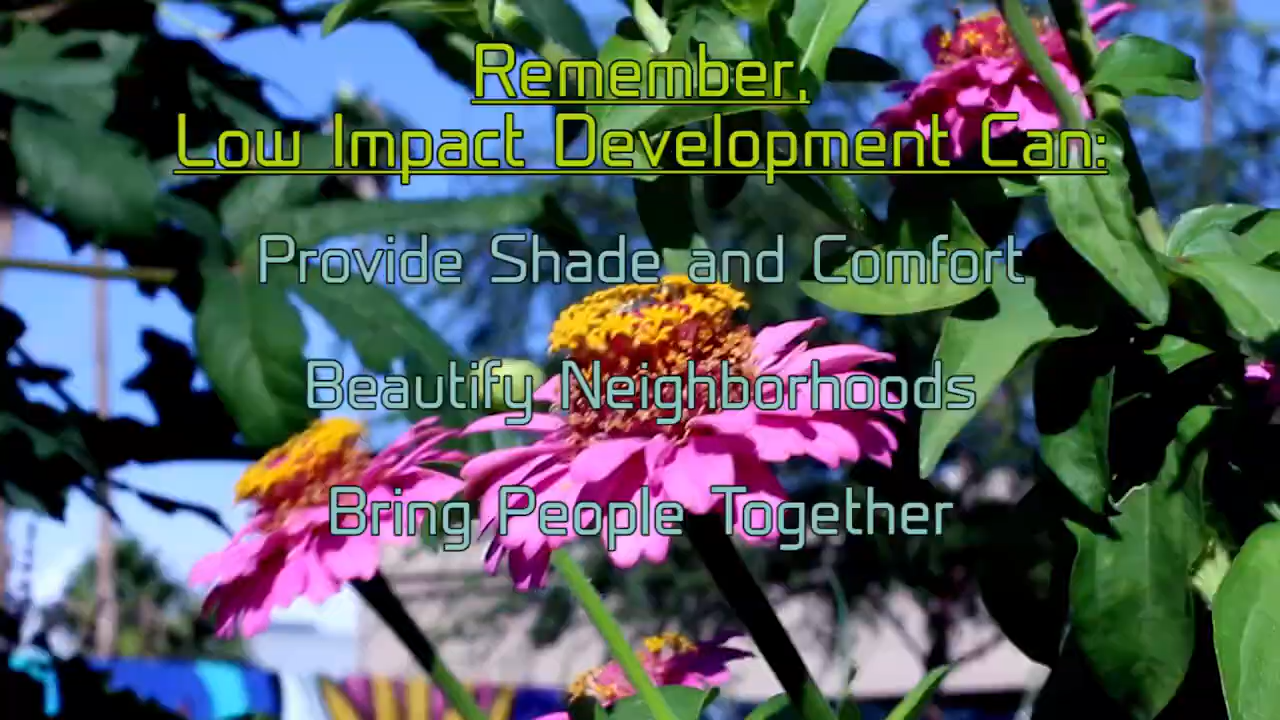 Remember,
Low Impact Development Can:
Provide Shade and Comfort
Beautify Neighborhoods
Bring People Together